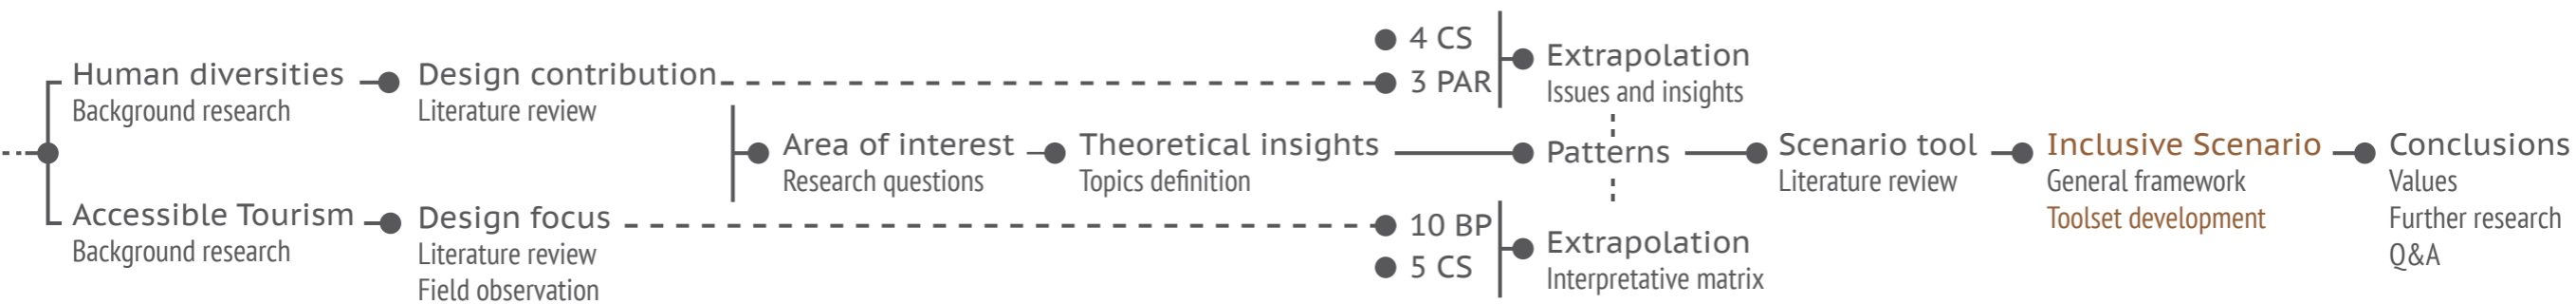 Human diversities
Background research
Design contribution
Literature review
4 CS
3 PAR
Extrapolation
Issues and insights
Area of interest
Research questions
Theoretical insights
Topics definition
Patterns
Scenario tool
Literature review
Inclusive Scenario
General framework
Toolset development
Conclusions
Values
Further research
Q&A
Accessible Tourism
Background research
Design focus
Literature review
Field observation
10 BP
5 CS
Extrapolation
Interpretative matrix